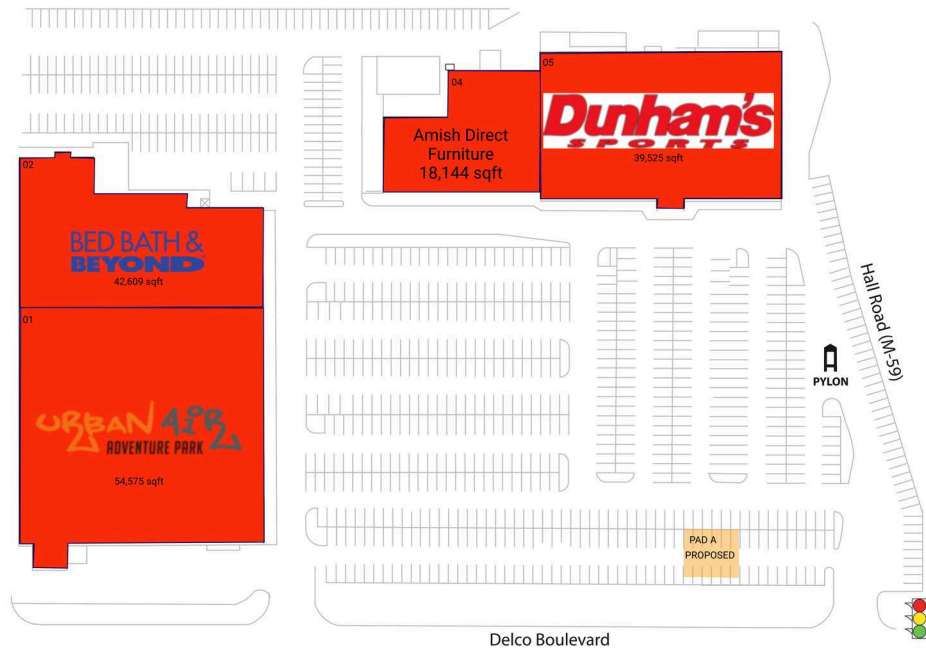 05
04
Dunham's
SPORTS
39,525 sqft
Amish Direct
Furniture
18,144 sqft
02
BED BATH &
BEYOND
42,609 sqft
01
URBAN AIR
ADVENTURE PARK
54,575 sqft
Hall Road (M-59)
PYLON
PAD A
PROPOSED
Delco Boulevard